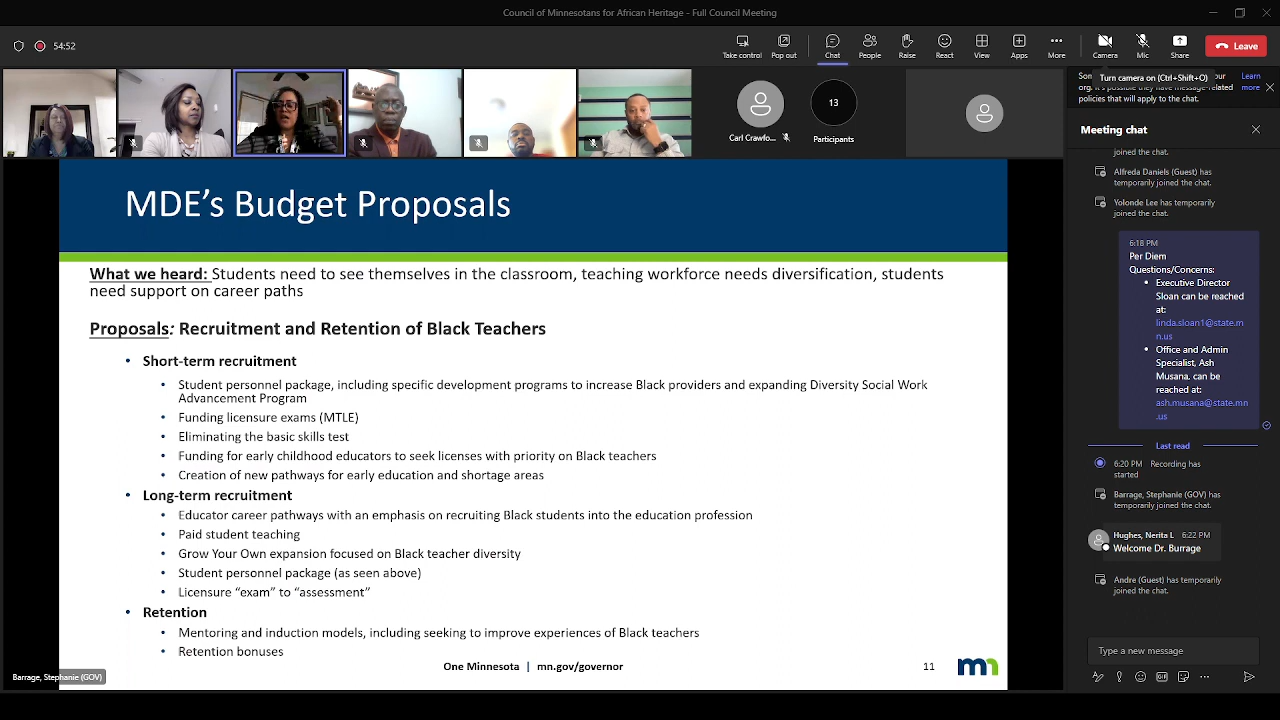 Council of Minnesotans for African Heritage - Full Council Meeting
54:52
Take control
Pop out
Chat
People
Raise
React
View
Apps
More
Camera
Mic
Share
Leave
Carl Crawfo...
13
Participants
Turn camera on (Ctrl+Shift+O)
org. It's possible they have message-related
policies that will apply to the chat.
Learn
more
Meeting chat
joined the chat.
Alfreda Daniels (Guest) has
temporarily joined the chat.
Yolonde Lee has temporarily
joined the chat.
6:18 PM
Per Diem
Question/Concerns:
• Executive Director
Sloan can be reached
at:
linda.sloan1@state.m
n.us
• Office and Admin
Specialist, Ash
Musana. can be
reached at:
ash.musana@state.mn
.us
Last read
6:20 PM Recording has
started
Barrage, Stephanie (GOV) has
temporarily joined the chat.
Hughes, Nerita L 6:22 PM
Welcome Dr. Burrage
Andre (Guest) has temporarily
joined the chat.
Type a new message
MDE's Budget Proposals
What we heard: Students need to see themselves in the classroom, teaching workforce needs diversification, students
need support on career paths
Proposals: Recruitment and Retention of Black Teachers
• Short-term recruitment
• Student personnel package, including specific development programs to increase Black providers and expanding Diversity Social Work
Advancement Program
• Funding licensure exams (MTLE)
• Eliminating the basic skills test
• Funding for early childhood educators to seek licenses with priority on Black teachers
• Creation of new pathways for early education and shortage areas
• Long-term recruitment
• Educator career pathways with an emphasis on recruiting Black students into the education profession
• Paid student teaching
• Grow Your Own expansion focused on Black teacher diversity
• Student personnel package (as seen above)
• Licensure “exam” to “assessment”
• Retention
• Mentoring and induction models, including seeking to improve experiences of Black teachers
• Retention bonuses
One Minnesota | mn.gov/governor
11
mn
Barrage, Stephanie (GOV)